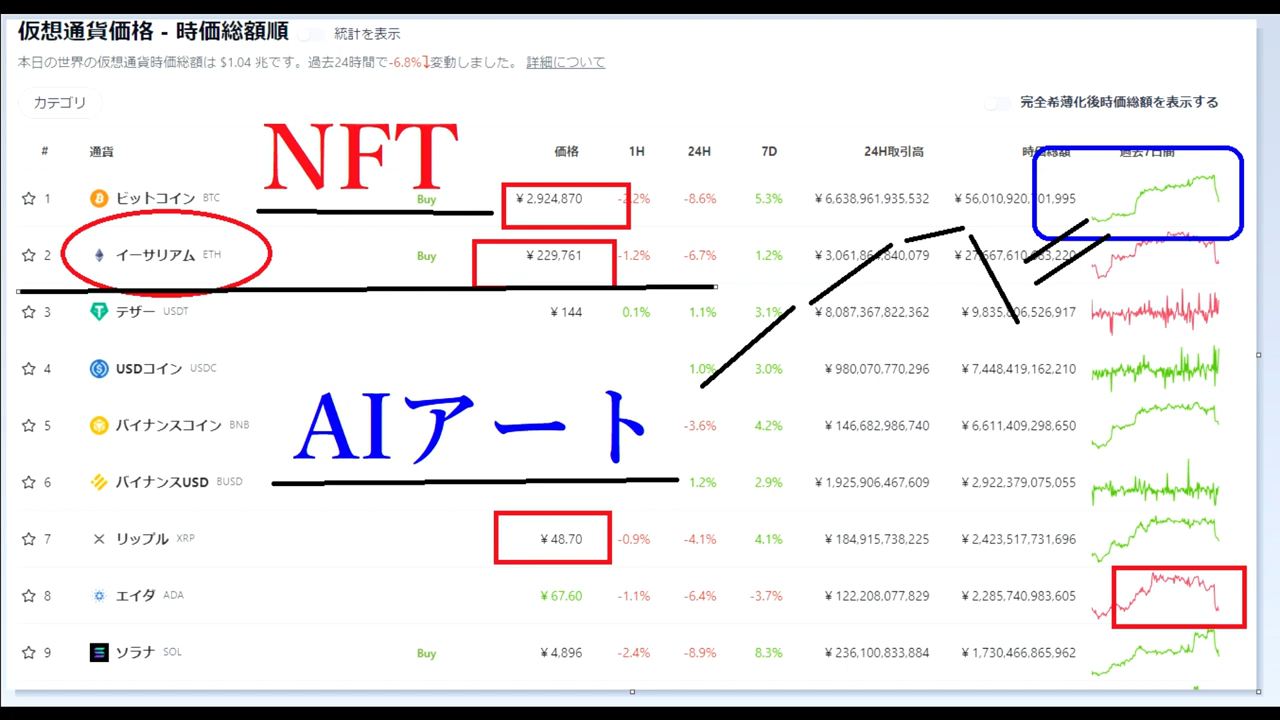 仮想通貨価格 - 時価総額順 統計を表示
本日の世界の仮想通貨時価総額は $1.04 兆です。過去24時間で-6.8%変動しました。 詳細について
カテゴリ 完全希薄化後時価総額を表示する
NFT
# 通貨 価格 1H 24H 7D 24H取引高 時価総額 過去7日間
1 ビットコイン BTC Buy ¥2,924,870 -2.2% -8.6% 5.3% ¥6,638,961,935,532 ¥56,010,920,701,995
2 イーサリアム ETH Buy ¥229,761 -1.2% -6.7% 1.2%
3 テザー USDT ¥144 0.1% 1.1% 3.1% ¥8,087,367,822,362 ¥9,835,806,526,917
4 USDコイン USDC 1.0% 3.0% ¥980,070,770,296 ¥7,448,419,162,210
AIアート
5 バイナンスコイン BNB -3.6% 4.2% ¥146,682,986,740 ¥6,611,409,298,650
6 バイナンスUSD BUSD 1.2% 2.9% ¥1,925,906,467,609 ¥2,922,379,075,055
7 リップル XRP ¥48.70 -0.9% -4.1% 4.1% ¥184,915,738,225 ¥2,423,517,731,696
8 エイダ ADA ¥67.60 -1.1% -6.4% -3.7% ¥122,208,077,829 ¥2,285,740,983,605
9 ソラナ SOL Buy ¥4,896 -2.4% -8.9% 8.3% ¥236,100,833,884 ¥1,730,466,865,962